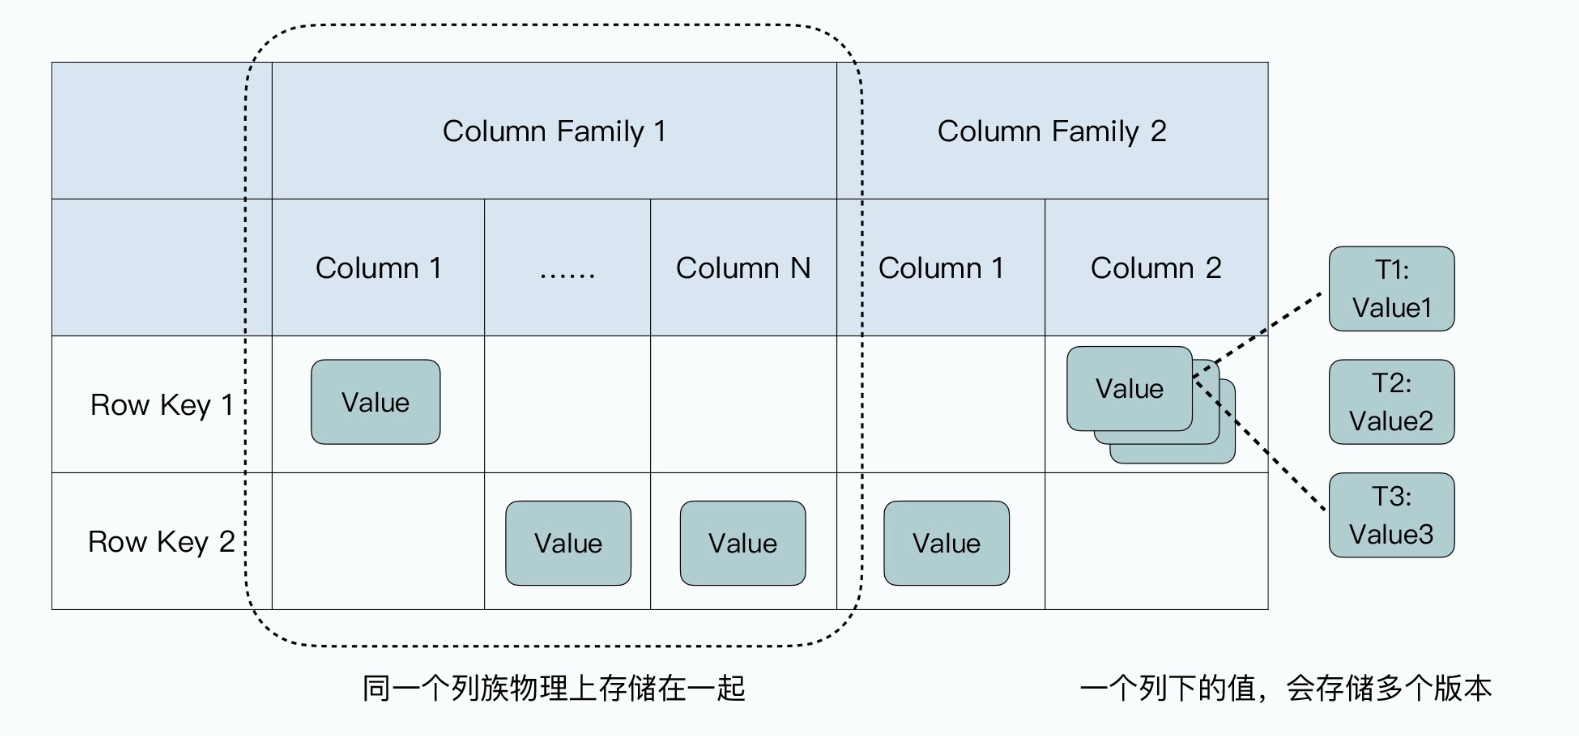 Column Family 1
Column Family 2
Column 1
......
Column N
Column 1
Column 2
Row Key 1
Value
Value
Row Key 2
Value
Value
Value
T1:
Value1
T2:
Value2
T3:
Value3
同一个列族物理上存储在一起
一个列下的值，会存储多个版本